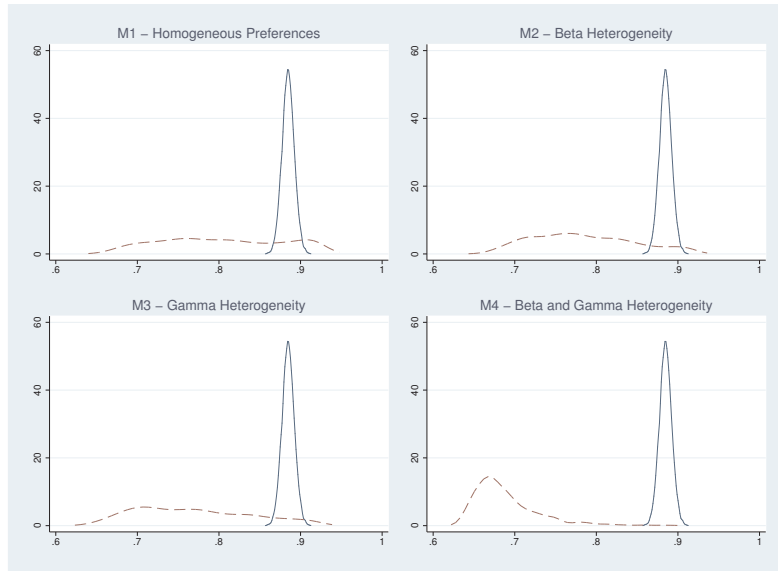 M1 – Homogeneous Preferences
60
40
20
0
.6 .7 .8 .9 1
M2 – Beta Heterogeneity
60
40
20
0
.6 .7 .8 .9 1
M3 – Gamma Heterogeneity
60
40
20
0
.6 .7 .8 .9 1
M4 – Beta and Gamma Heterogeneity
60
40
20
0
.6 .7 .8 .9 1